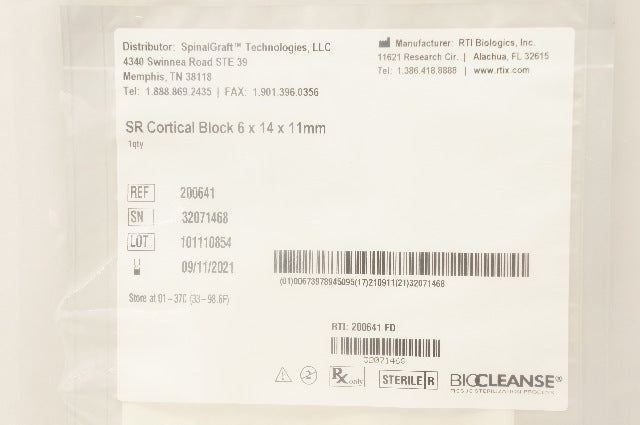 Distributor: SpinalGraft™ Technologies, LLC
4340 Swinnea Road STE 39
Memphis, TN 38118
Tel: 1.888.869.2435 | FAX: 1.901.396.0356
Manufacturer: RTI Biologics, Inc.
11621 Research Cir. | Alachua, FL 32615
Tel: 1.386.418.8888 | www.rtix.com
SR Cortical Block 6 x 14 x 11mm
1qty
REF 200641
SN 32071468
LOT 101110854
09/11/2021
Store at 01-37C (33-98.6F)
(01)00673978945095(17)210911(21)32071468
RTI: 200641 FD
32071468
Rx only
STERILE R
BIOCLEANSE®
TISSUE STERILIZATION PROCESS